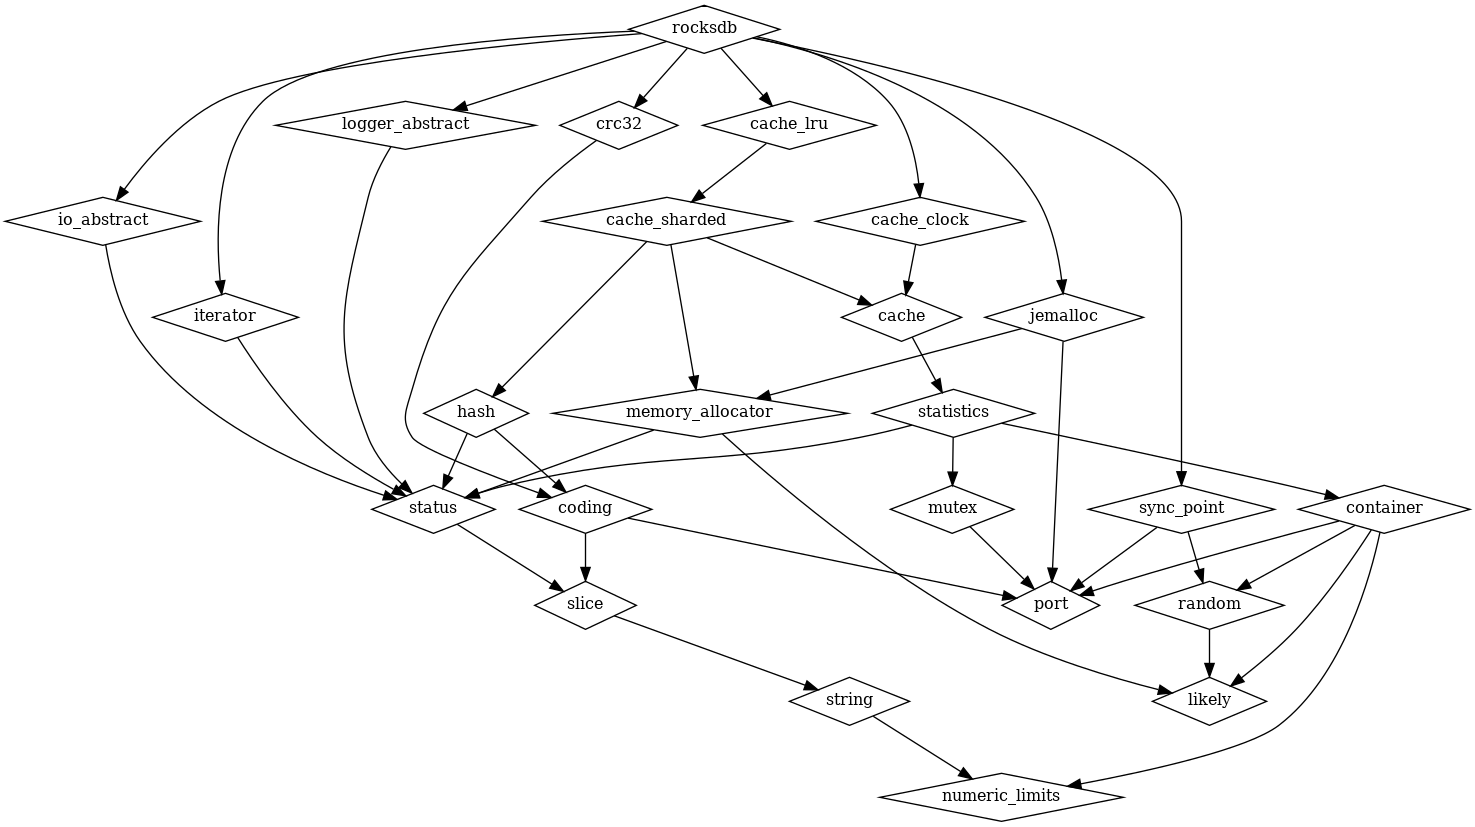 rocksdb
logger_abstract
crc32
cache_lru
io_abstract
cache_sharded
cache_clock
iterator
cache
jemalloc
hash
memory_allocator
statistics
status
coding
mutex
sync_point
container
slice
port
random
string
likely
numeric_limits